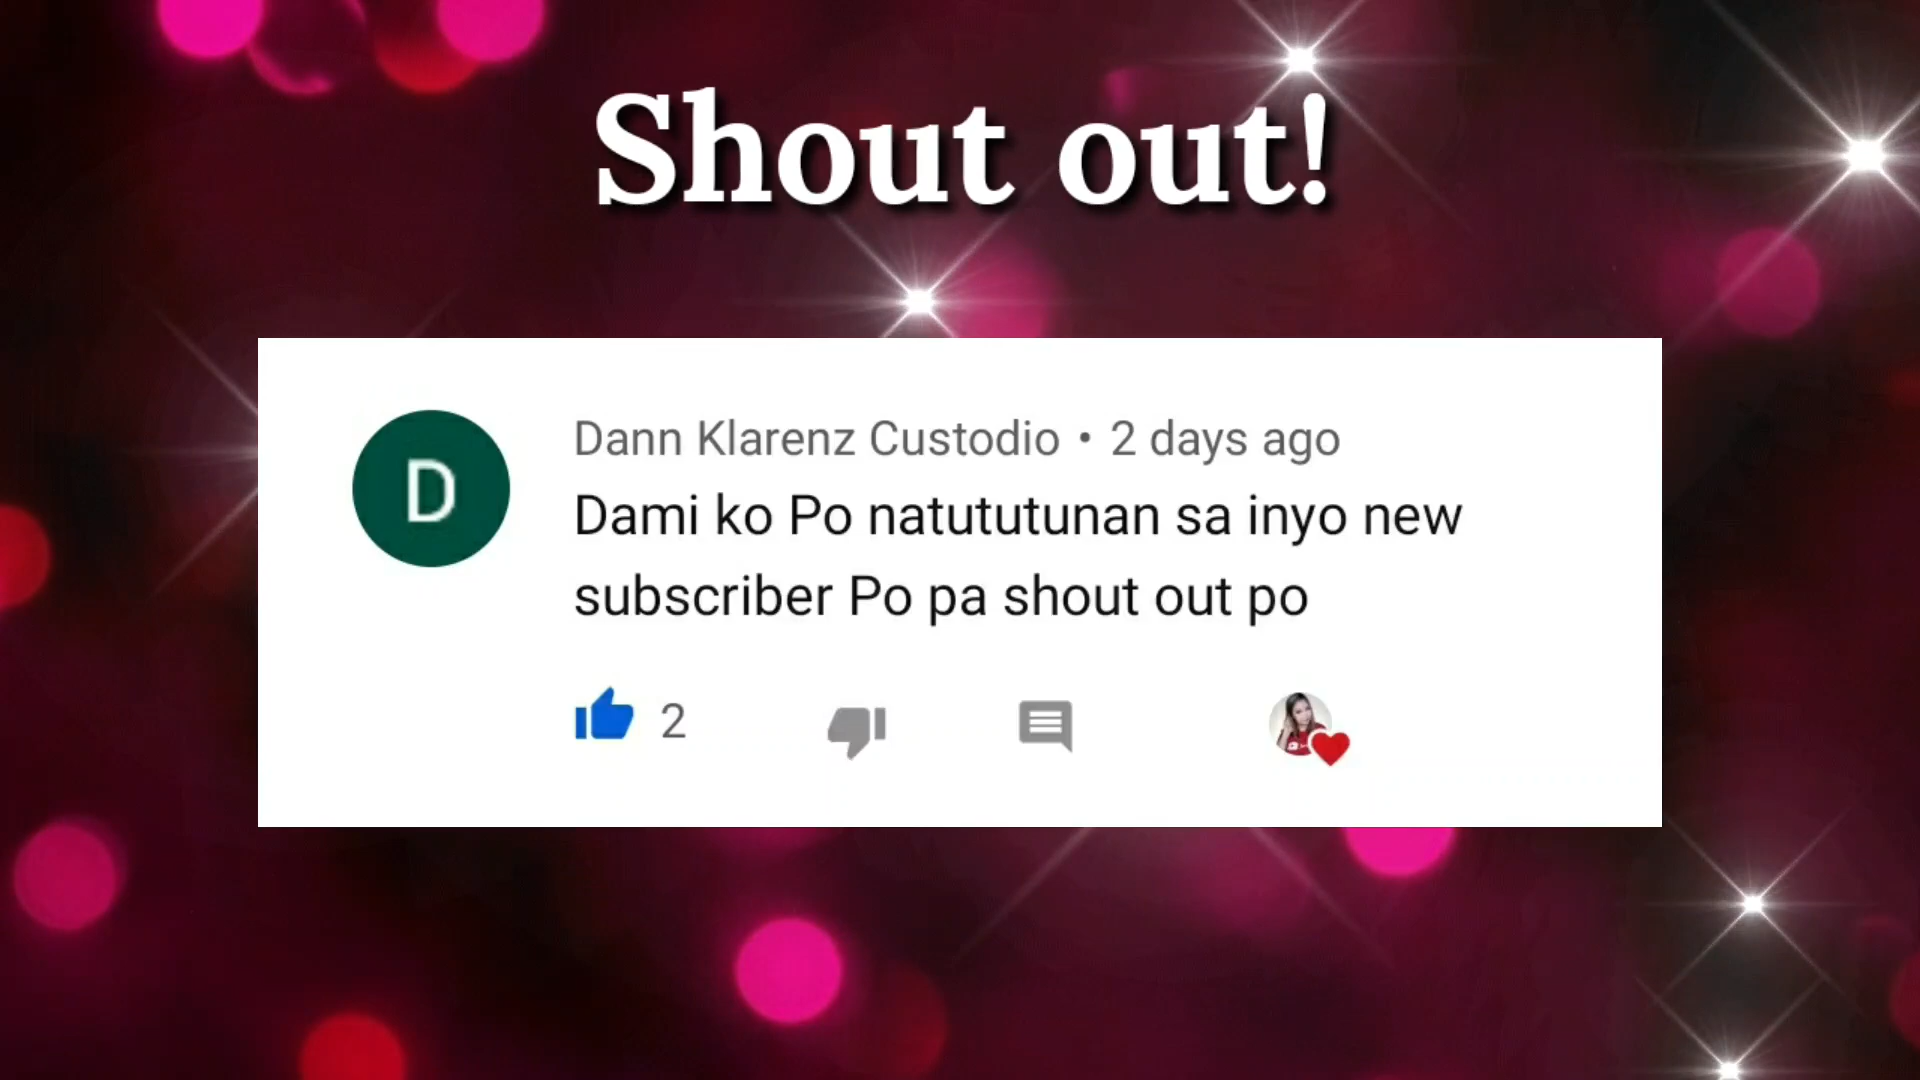 Shout out!
D
Dann Klarenz Custodio • 2 days ago
Dami ko Po natututunan sa inyo new
subscriber Po pa shout out po
2